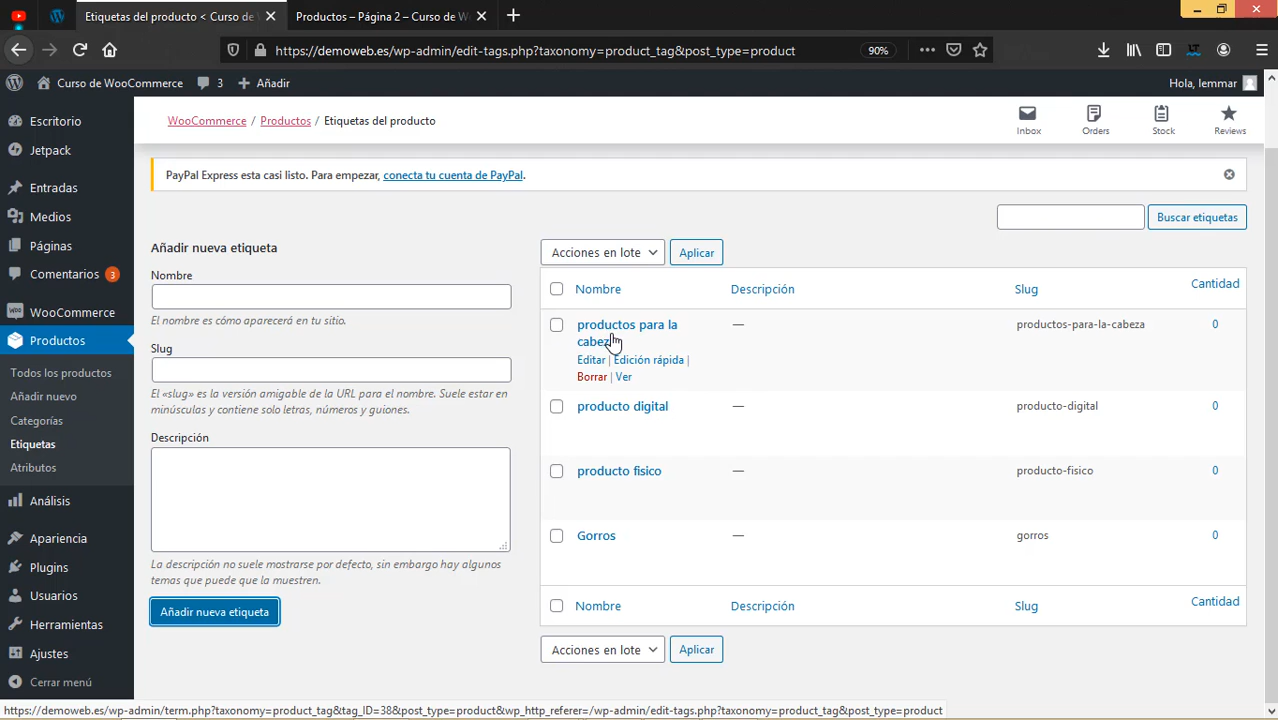 Etiquetas del producto < Curso de W
Productos – Página 2 – Curso de W
https://demoweb.es/wp-admin/edit-tags.php?taxonomy=product_tag&post_type=product
90%
Curso de WooCommerce
3
Añadir
Hola, lemmar
Escritorio
Jetpack
Entradas
Medios
Páginas
Comentarios 3
WooCommerce
Productos
Todos los productos
Añadir nuevo
Categorías
Etiquetas
Atributos
Análisis
Apariencia
Plugins
Usuarios
Herramientas
Ajustes
Cerrar menú
WooCommerce / Productos / Etiquetas del producto
Inbox
Orders
Stock
Reviews
PayPal Express esta casi listo. Para empezar, conecta tu cuenta de PayPal.
Buscar etiquetas
Añadir nueva etiqueta
Nombre
El nombre es cómo aparecerá en tu sitio.
Slug
El «slug» es la versión amigable de la URL para el nombre. Suele estar en
minúsculas y contiene solo letras, números y guiones.
Descripción
La descripción no suele mostrarse por defecto, sin embargo hay algunos
temas que puede que la muestren.
Añadir nueva etiqueta
Acciones en lote
Aplicar
Nombre Descripción Slug Cantidad
productos para la — productos-para-la-cabeza 0
cabeza
Editar | Edición rápida |
Borrar | Ver
producto digital — producto-digital 0
producto fisico — producto-fisico 0
Gorros — gorros 0
Nombre Descripción Slug Cantidad
Acciones en lote
Aplicar
https://demoweb.es/wp-admin/term.php?taxonomy=product_tag&tag_ID=38&post_type=product&wp_http_referer=/wp-admin/edit-tags.php?taxonomy=product_tag&post_type=product